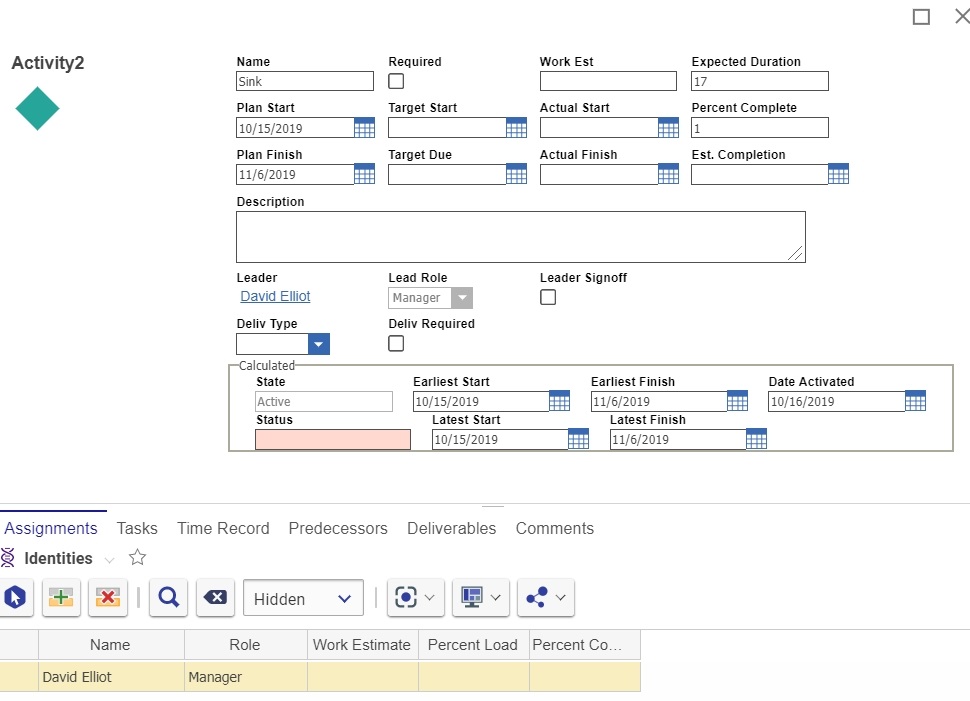 Activity2
Name Required Work Est Expected Duration
Sink 17
Plan Start Target Start Actual Start Percent Complete
10/15/2019 1
Plan Finish Target Due Actual Finish Est. Completion
11/6/2019
Description
Leader Lead Role Leader Signoff
David Elliot Manager
Deliv Type Deliv Required
Calculated
State Earliest Start Earliest Finish Date Activated
Active 10/15/2019 11/6/2019 10/16/2019
Status Latest Start Latest Finish
10/15/2019 11/6/2019
Assignments Tasks Time Record Predecessors Deliverables Comments
Identities
Hidden
Name Role Work Estimate Percent Load Percent Co...
David Elliot Manager